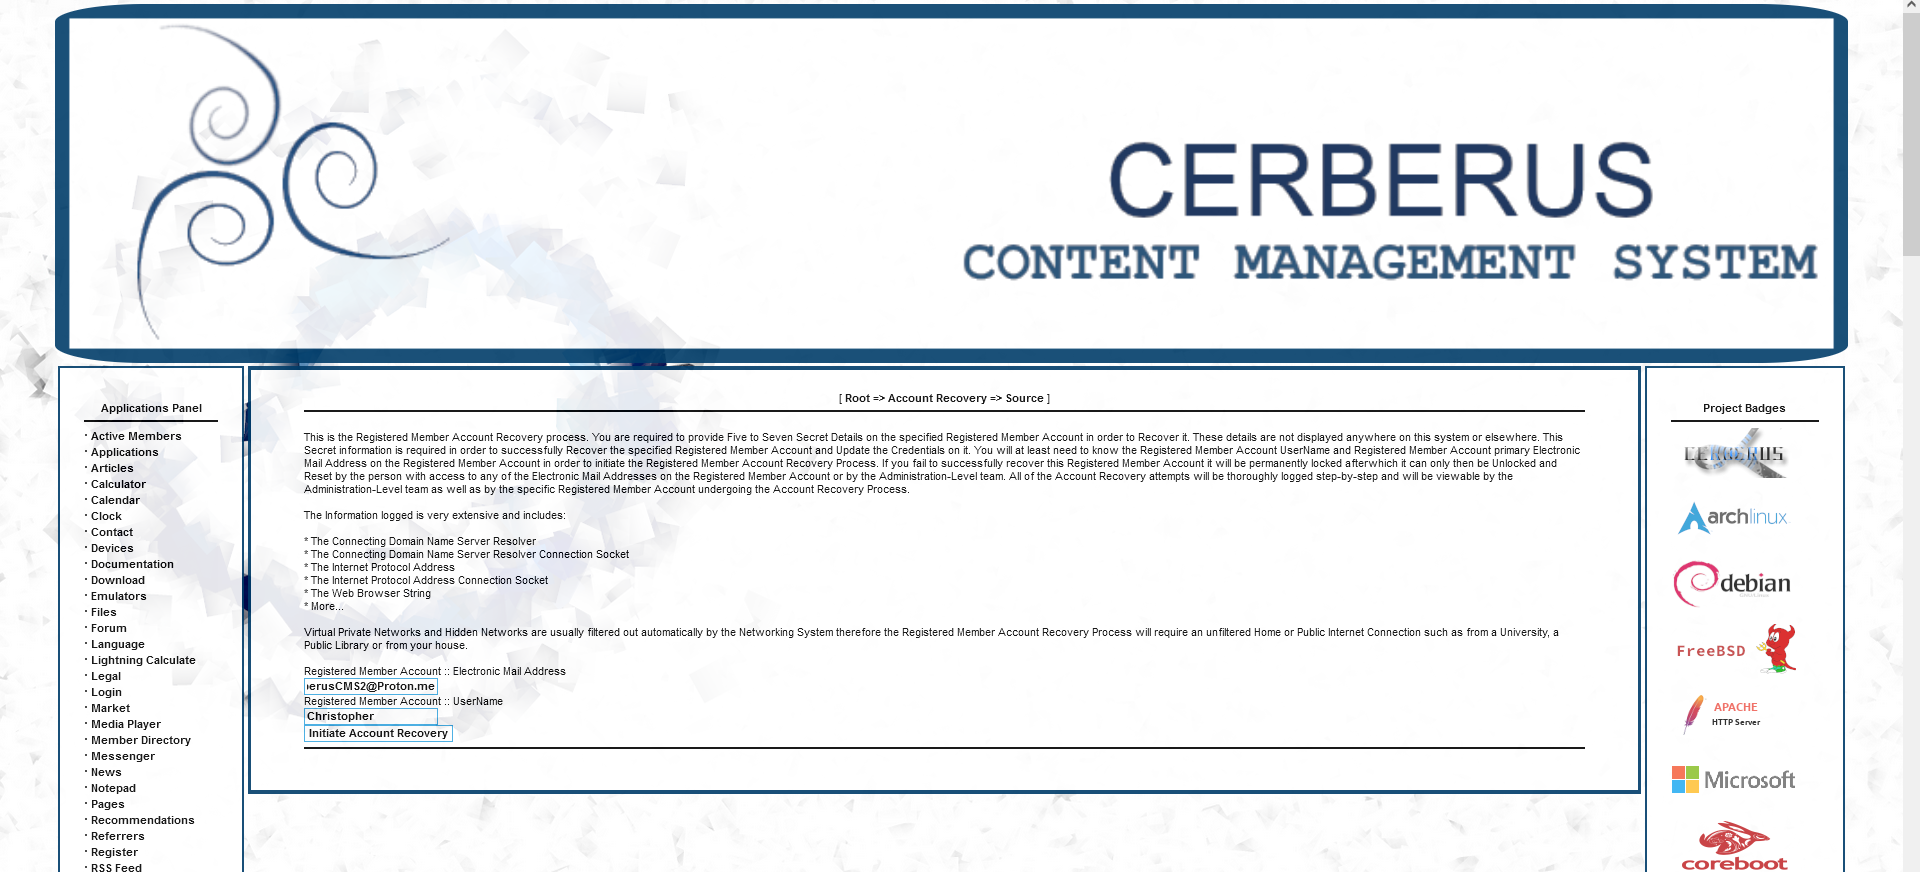 CERBERUS
CONTENT MANAGEMENT SYSTEM
Applications Panel
· Active Members
· Applications
· Articles
· Calculator
· Calendar
· Clock
· Contact
· Devices
· Documentation
· Download
· Emulators
· Files
· Forum
· Language
· Lightning Calculate
· Legal
· Login
· Market
· Media Player
· Member Directory
· Messenger
· News
· Notepad
· Pages
· Recommendations
· Referrers
· Register
· RSS Feed
[ Root => Account Recovery => Source ]
This is the Registered Member Account Recovery process. You are required to provide Five to Seven Secret Details on the specified Registered Member Account in order to Recover it. These details are not displayed anywhere on this system or elsewhere. This
Secret information is required in order to successfully Recover the specified Registered Member Account and Update the Credentials on it. You will at least need to know the Registered Member Account UserName and Registered Member Account primary Electronic
Mail Address on the Registered Member Account in order to initiate the Registered Member Account Recovery Process. If you fail to successfully recover this Registered Member Account it will be permanently locked afterwhich it can only then be Unlocked and
Reset by the person with access to any of the Electronic Mail Addresses on the Registered Member Account or by the Administration-Level team. All of the Account Recovery attempts will be thoroughly logged step-by-step and will be viewable by the
Administration-Level team as well as by the specific Registered Member Account undergoing the Account Recovery Process.
The Information logged is very extensive and includes:
* The Connecting Domain Name Server Resolver
* The Connecting Domain Name Server Resolver Connection Socket
* The Internet Protocol Address
* The Internet Protocol Address Connection Socket
* The Web Browser String
* More...
Virtual Private Networks and Hidden Networks are usually filtered out automatically by the Networking System therefore the Registered Member Account Recovery Process will require an unfiltered Home or Public Internet Connection such as from a University, a
Public Library or from your house.
Registered Member Account :: Electronic Mail Address
erusCMS2@Proton.me
Registered Member Account :: UserName
Christopher
Initiate Account Recovery
Project Badges
CERBERUS
archlinux
debian
FreeBSD
APACHE
HTTP Server
Microsoft
coreboot